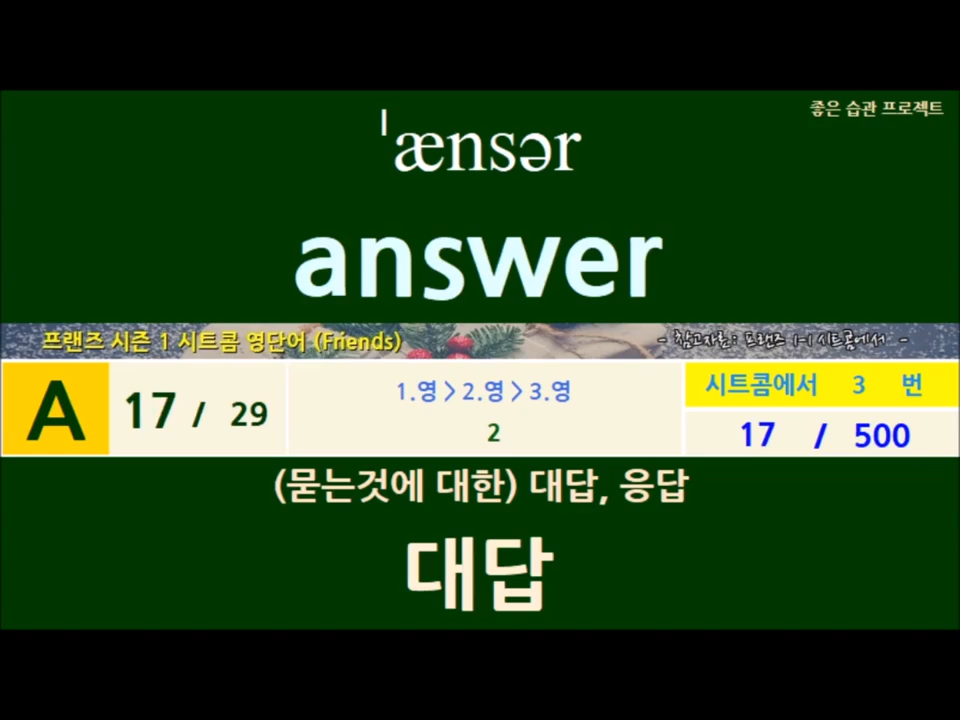 좋은 습관 프로젝트
ˈænsər
answer
프랜즈 시즌 1 시트콤 영단어 (Friends)
- 참고자료: 프랜즈 1-1 시트콤에서 -
A
17 / 29
1.영 > 2.영 > 3.영
2
시트콤에서 3 번
17 / 500
(묻는것에 대한) 대답, 응답
대답